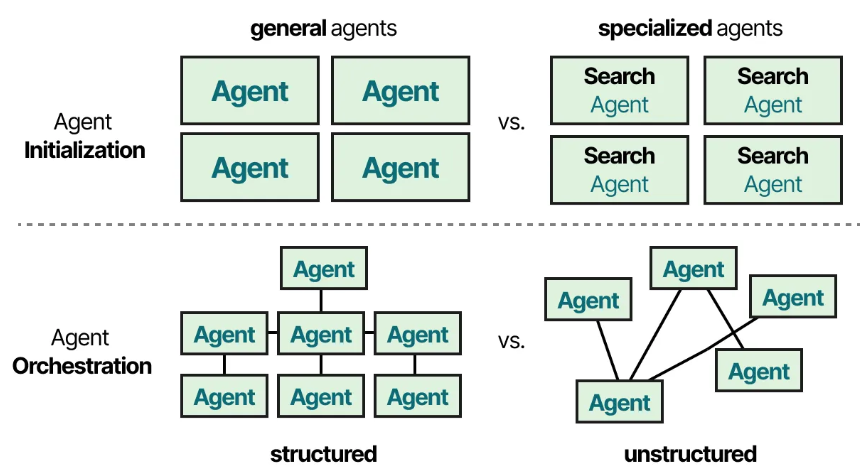 general agents
specialized agents
Agent
Initialization
Agent
Agent
Agent
Agent
vs.
Search
Agent
Search
Agent
Search
Agent
Search
Agent
Agent
Orchestration
Agent
Agent
Agent
Agent
Agent
Agent
Agent
structured
vs.
Agent
Agent
Agent
Agent
Agent
unstructured